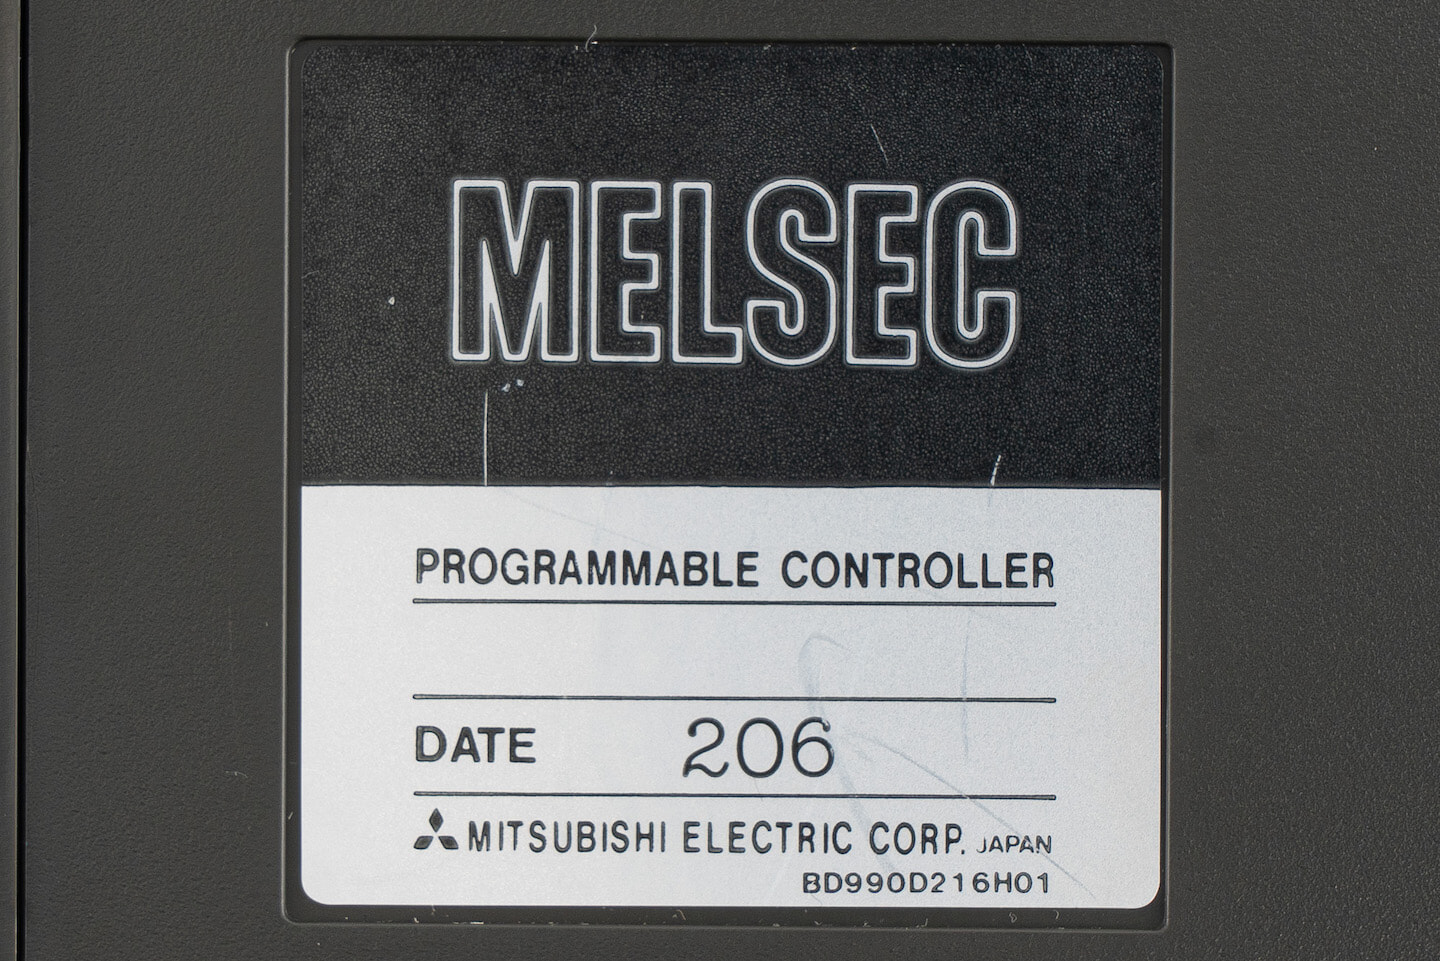 MELSEC
PROGRAMMABLE CONTROLLER
DATE 206
MITSUBISHI ELECTRIC CORP. JAPAN
BD990D216H01